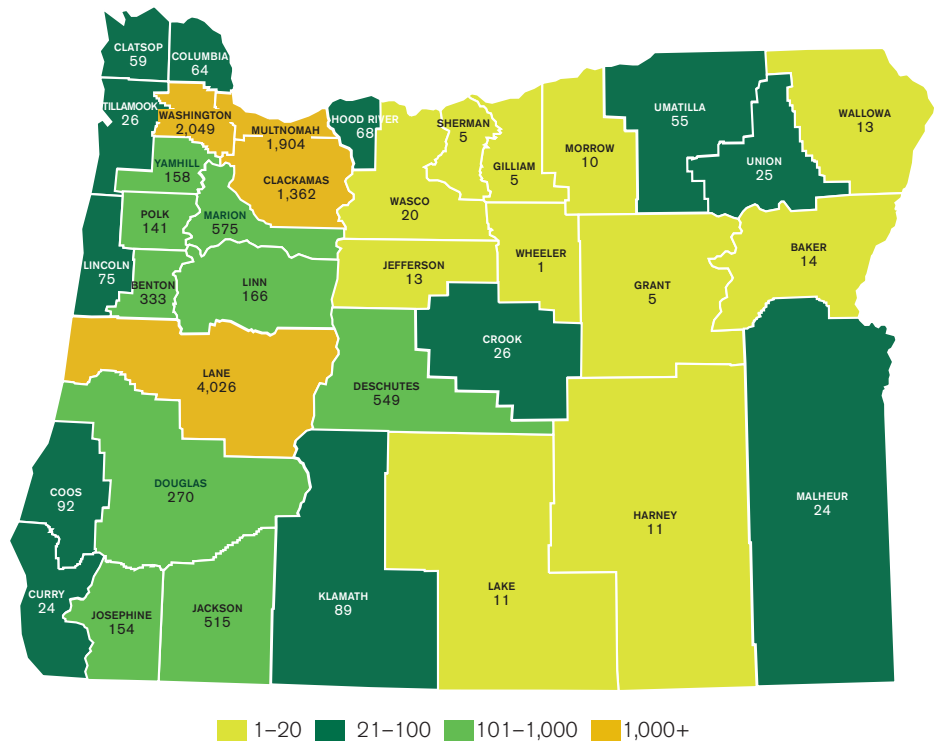 CLATSOP
59
COLUMBIA
64
TILLAMOOK
26
WASHINGTON
2,049
MULTNOMAH
1,904
HOOD RIVER
68
CLACKAMAS
1,362
YAMHILL
158
SHERMAN
5
GILLIAM
5
MORROW
10
UMATILLA
55
UNION
25
WALLOWA
13
WASCO
20
POLK
141
MARION
575
LINCOLN
75
BENTON
333
LINN
166
JEFFERSON
13
WHEELER
1
GRANT
5
BAKER
14
CROOK
26
LANE
4,026
DESCHUTES
549
COOS
92
DOUGLAS
270
HARNEY
11
MALHEUR
24
CURRY
24
JOSEPHINE
154
JACKSON
515
KLAMATH
89
LAKE
11
1–20 21–100 101–1,000 1,000+